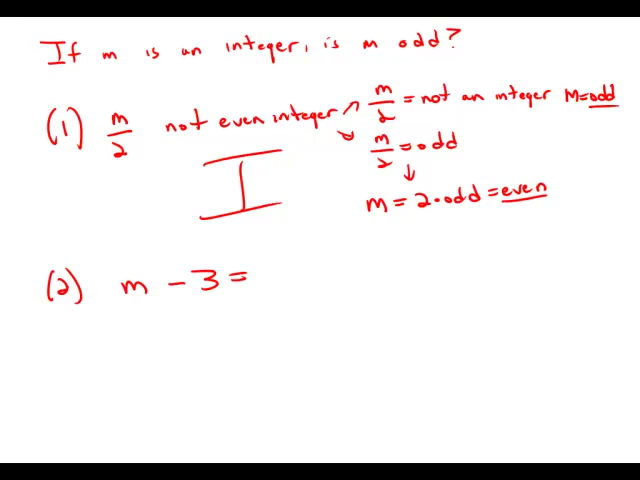 If m is an integer, is m odd?
(1) m/2 not even integer
m/2 = not an integer m=odd
m/2 = odd
m = 2·odd = even
I
(2) m - 3 =